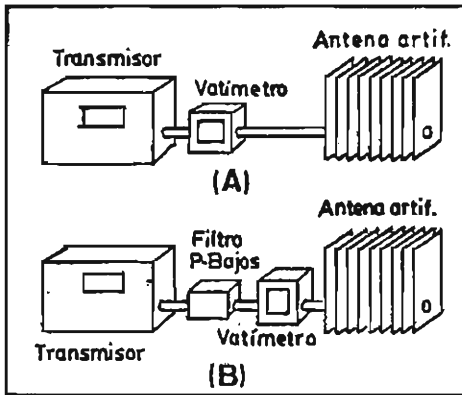 Antena artif.
Transmisor
Vatímetro
(A)
Antena artif.
Filtro
P-Bajos
Transmisor
Vatímetro
(B)